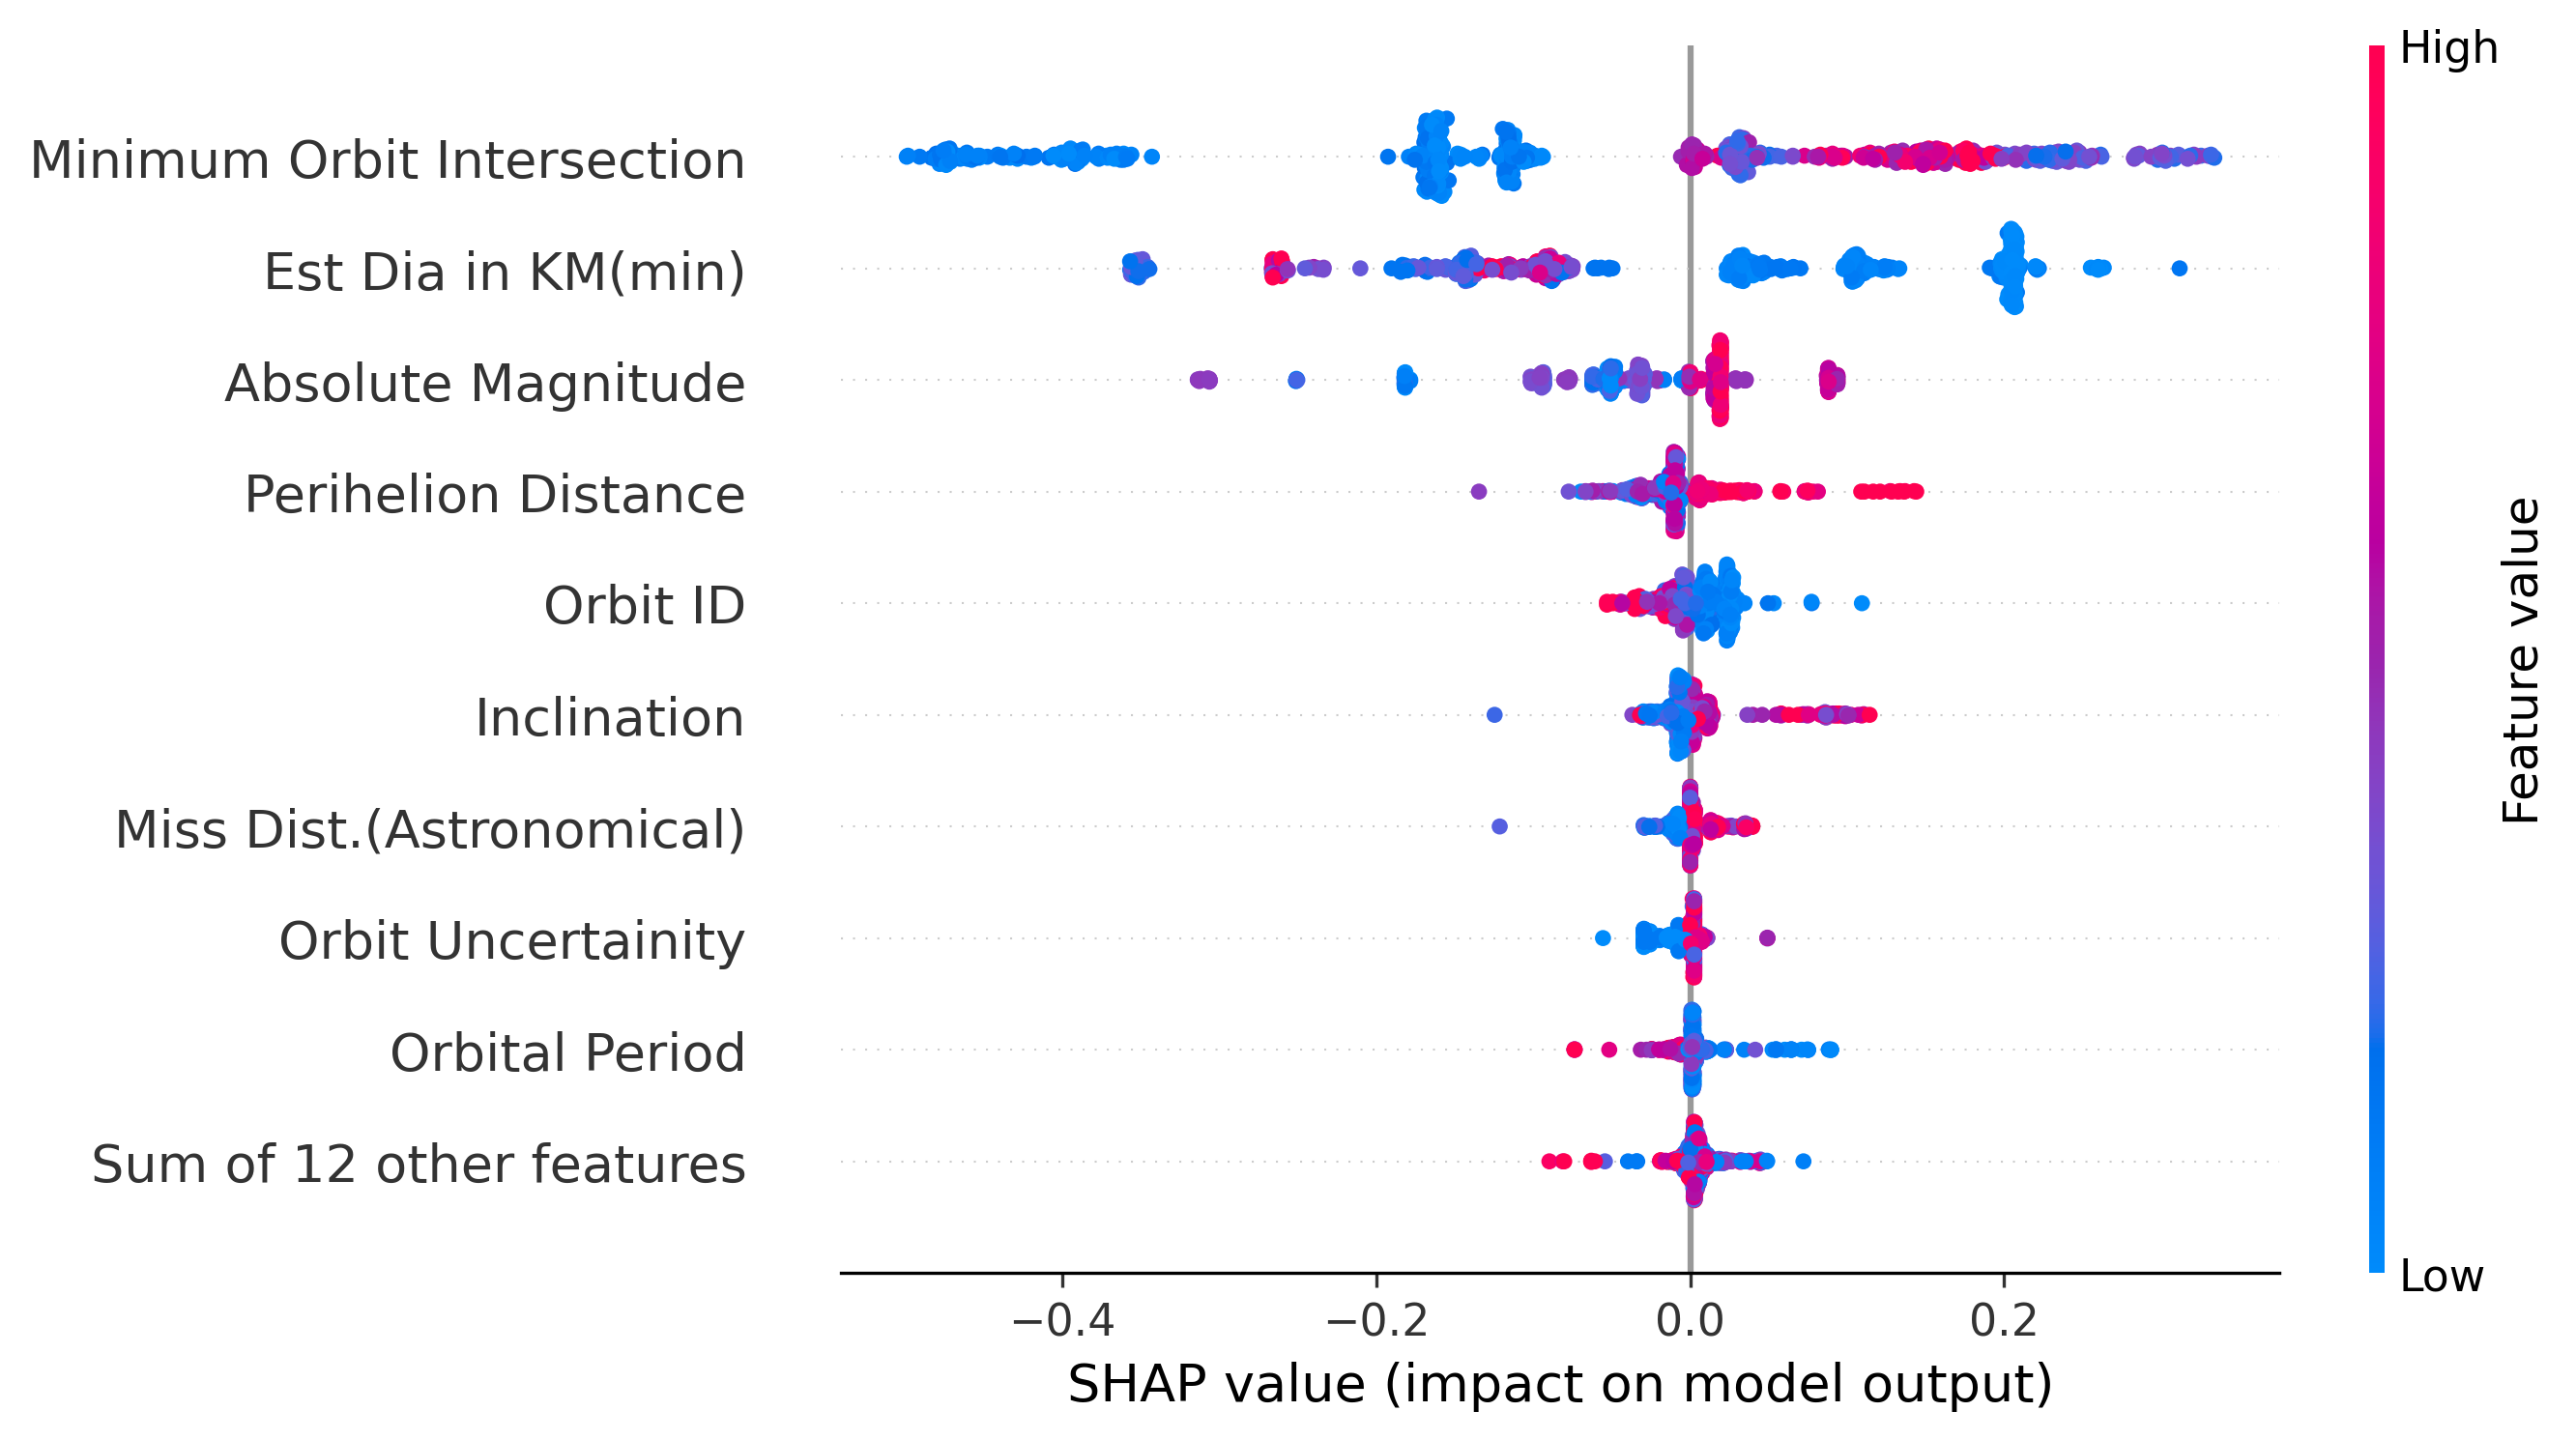 High
Minimum Orbit Intersection
Est Dia in KM(min)
Absolute Magnitude
Perihelion Distance
Orbit ID
Inclination
Miss Dist.(Astronomical)
Orbit Uncertainity
Orbital Period
Sum of 12 other features
Feature value
Low
−0.4 −0.2 0.0 0.2
SHAP value (impact on model output)